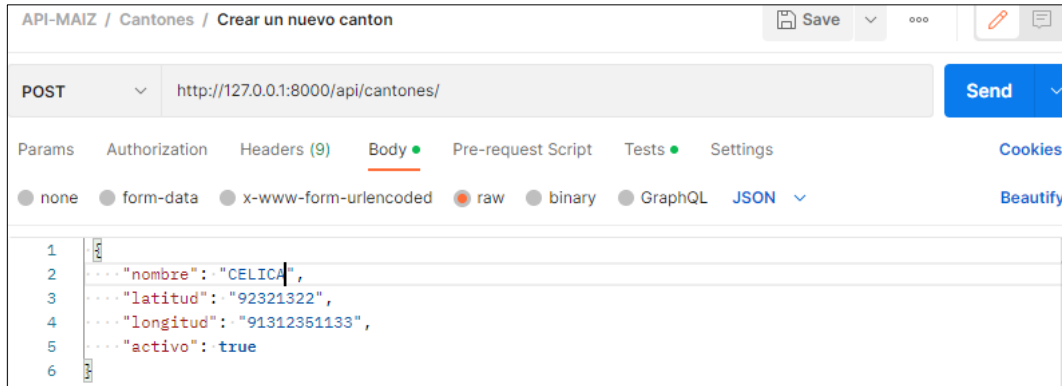 API-MAIZ / Cantones / Crear un nuevo canton Save ooo
POST http://127.0.0.1:8000/api/cantones/ Send
Params Authorization Headers (9) Body Pre-request Script Tests Settings Cookies
none form-data x-www-form-urlencoded raw binary GraphQL JSON Beautify
1 {
2 "nombre": "CELICA",
3 "latitud": "92321322",
4 "longitud": "91312351133",
5 "activo": true
6 }